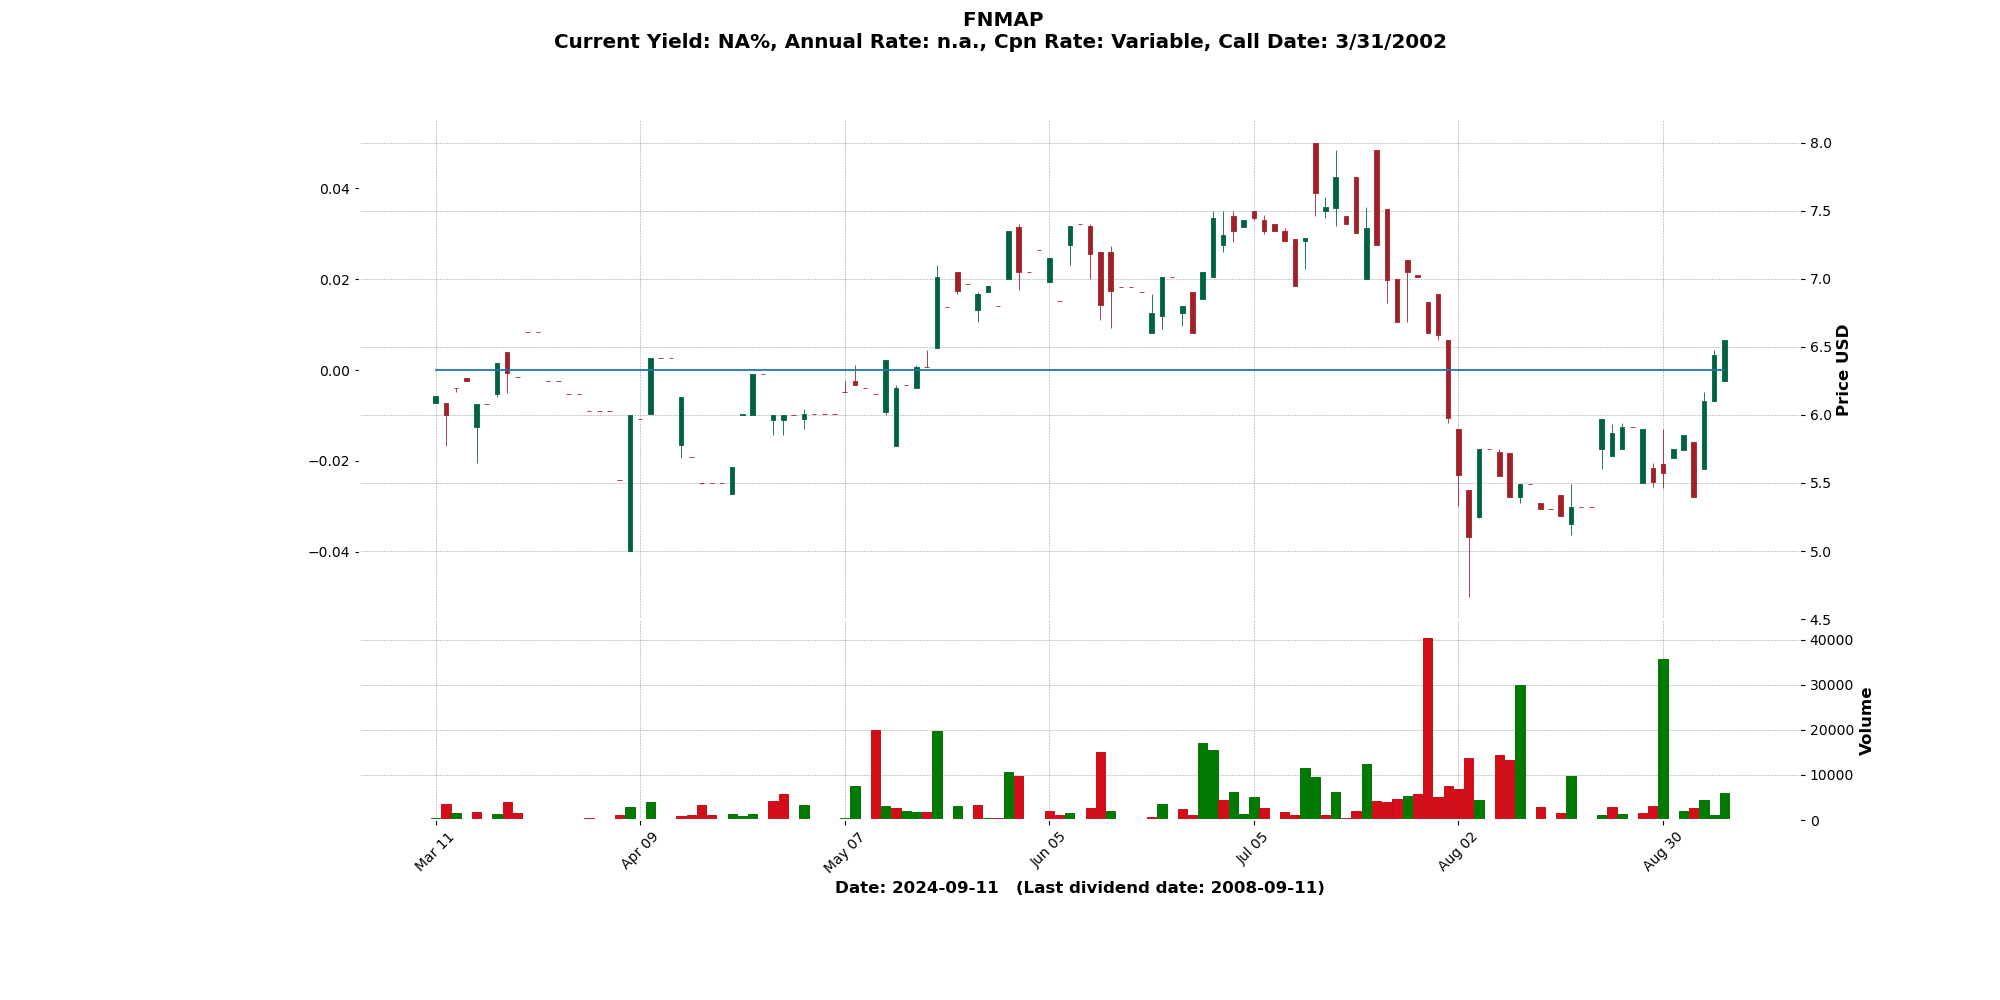 FNMAP
Current Yield: NA%, Annual Rate: n.a., Cpn Rate: Variable, Call Date: 3/31/2002
0.04
0.02
0.00
−0.02
−0.04
8.0
7.5
7.0
6.5
6.0
5.5
5.0
4.5
Price USD
40000
30000
20000
10000
0
Volume
Mar 11
Apr 09
May 07
Jun 05
Jul 05
Aug 02
Aug 30
Date: 2024-09-11 (Last dividend date: 2008-09-11)